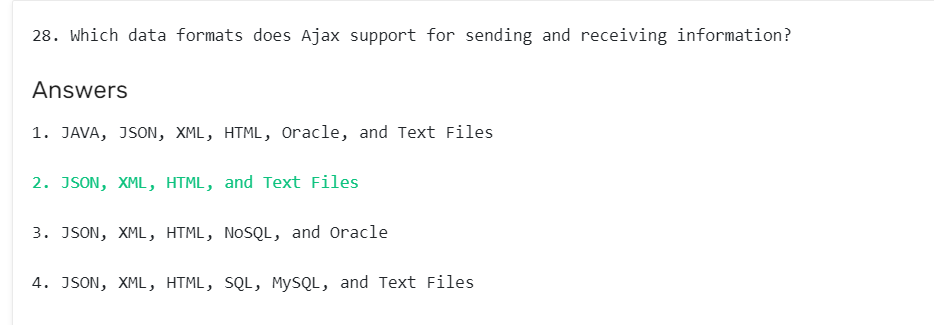 28. Which data formats does Ajax support for sending and receiving information?
Answers
1. JAVA, JSON, XML, HTML, Oracle, and Text Files
2. JSON, XML, HTML, and Text Files
3. JSON, XML, HTML, NoSQL, and Oracle
4. JSON, XML, HTML, SQL, MySQL, and Text Files